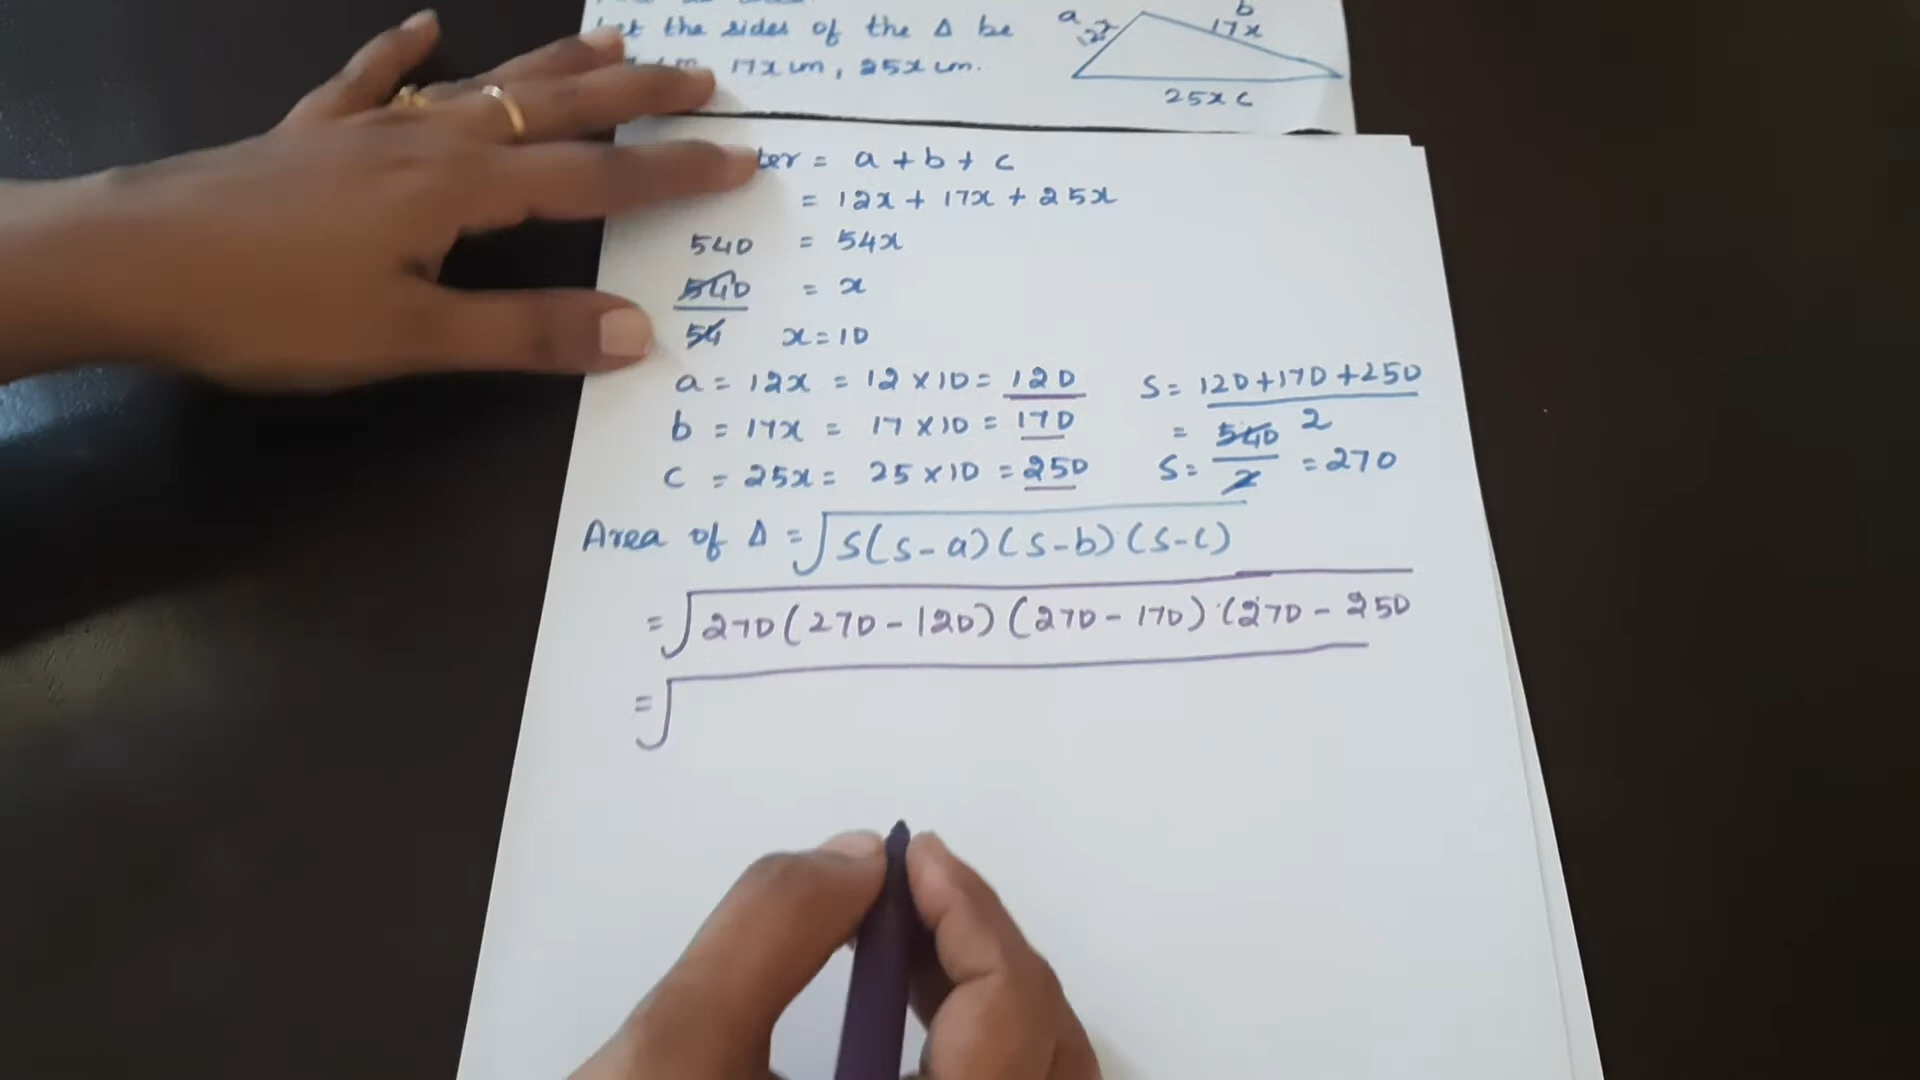 the sides of the Δ be
17x cm, 25x cm.
a
12x
b
17x
25x c
= a + b + c
= 12x + 17x + 25x
540 = 54x
540/54 = x
x = 10
a = 12x = 12 × 10 = 120
b = 17x = 17 × 10 = 170
c = 25x = 25 × 10 = 250
S = 120+170+250/2
= 540
S = 540/2 = 270
Area of Δ = √S(S-a)(S-b)(S-c)
= √270(270-120)(270-170)(270-250
= √